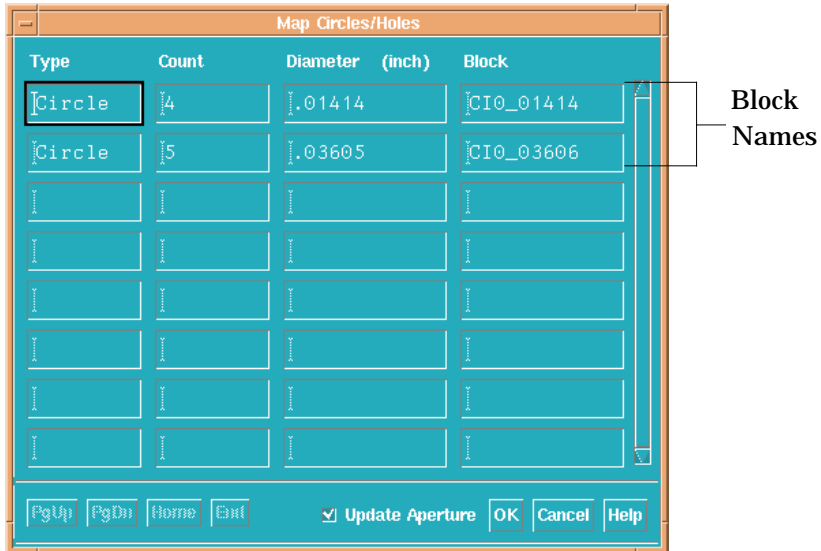 Map Circles/Holes
Type Count Diameter (inch) Block
Circle 4 .01414 CI0_01414
Circle 5 .03605 CI0_03606
Block
Names
PgUp PgDn Home End Update Aperture OK Cancel Help